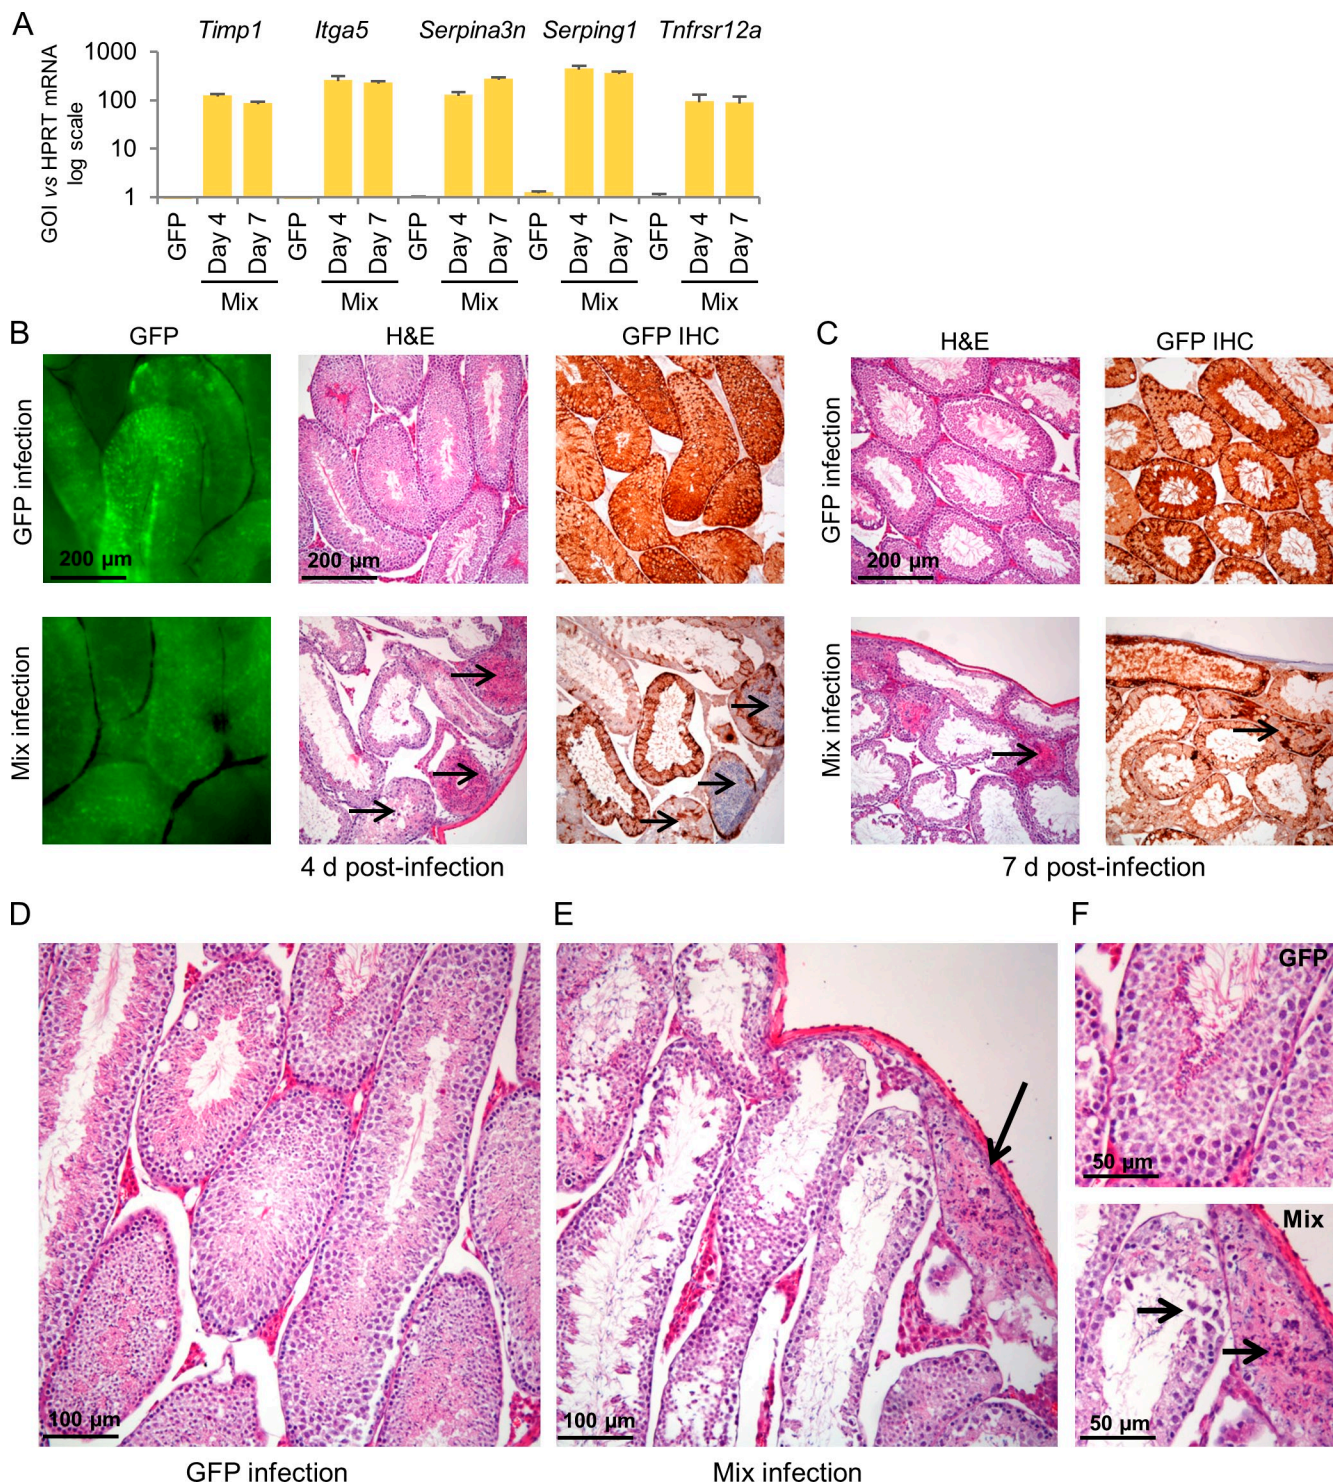 A
Timp1 Itga5 Serpina3n Serping1 Tnfrsr12a
GOI vs HPRT mRNA
log scale
1000
100
10
1
GFP Day 4 Day 7 GFP Day 4 Day 7 GFP Day 4 Day 7 GFP Day 4 Day 7 GFP Day 4 Day 7
Mix Mix Mix Mix Mix
B
GFP H&E GFP IHC
C
H&E GFP IHC
GFP infection
200 µm
200 µm
GFP infection
200 µm
Mix infection
Mix infection
4 d post-infection
7 d post-infection
D
E
F
GFP
50 µm
Mix
50 µm
100 µm
100 µm
GFP infection
Mix infection